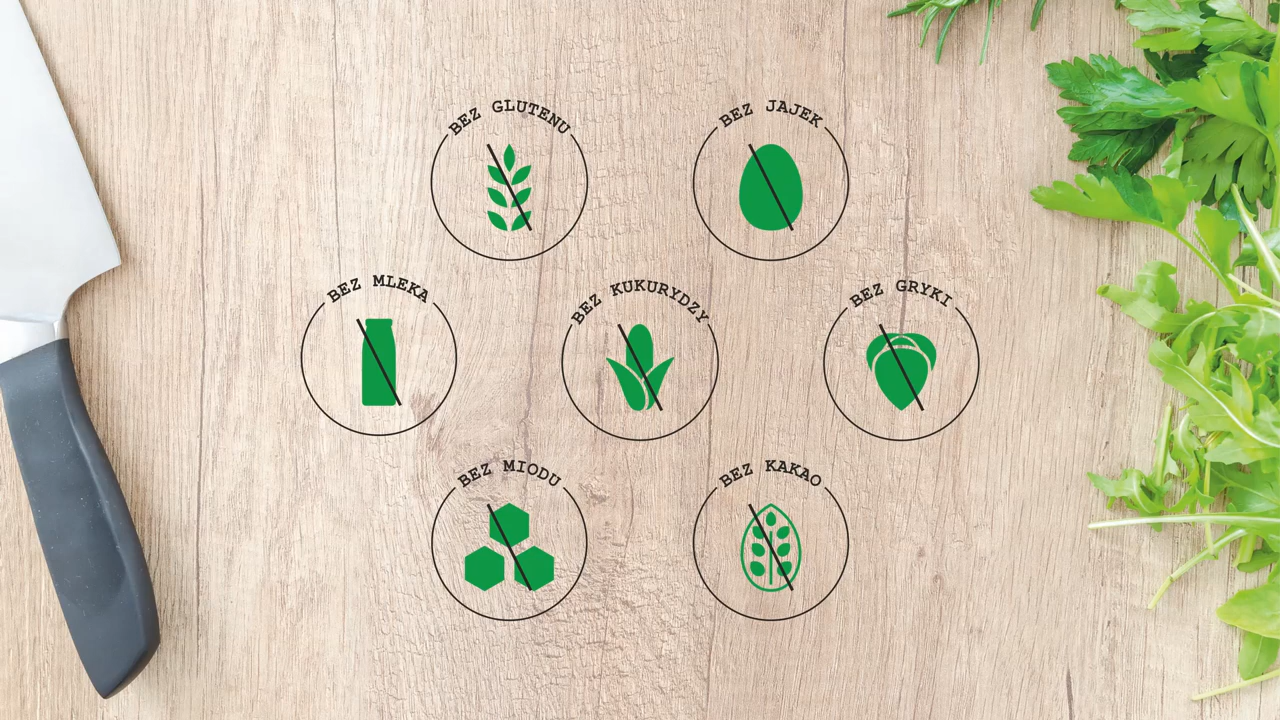 BEZ GLUTENU
BEZ JAJEK
BEZ MLEKA
BEZ KUKURYDZY
BEZ GRYKI
BEZ MIODU
BEZ KAKAO